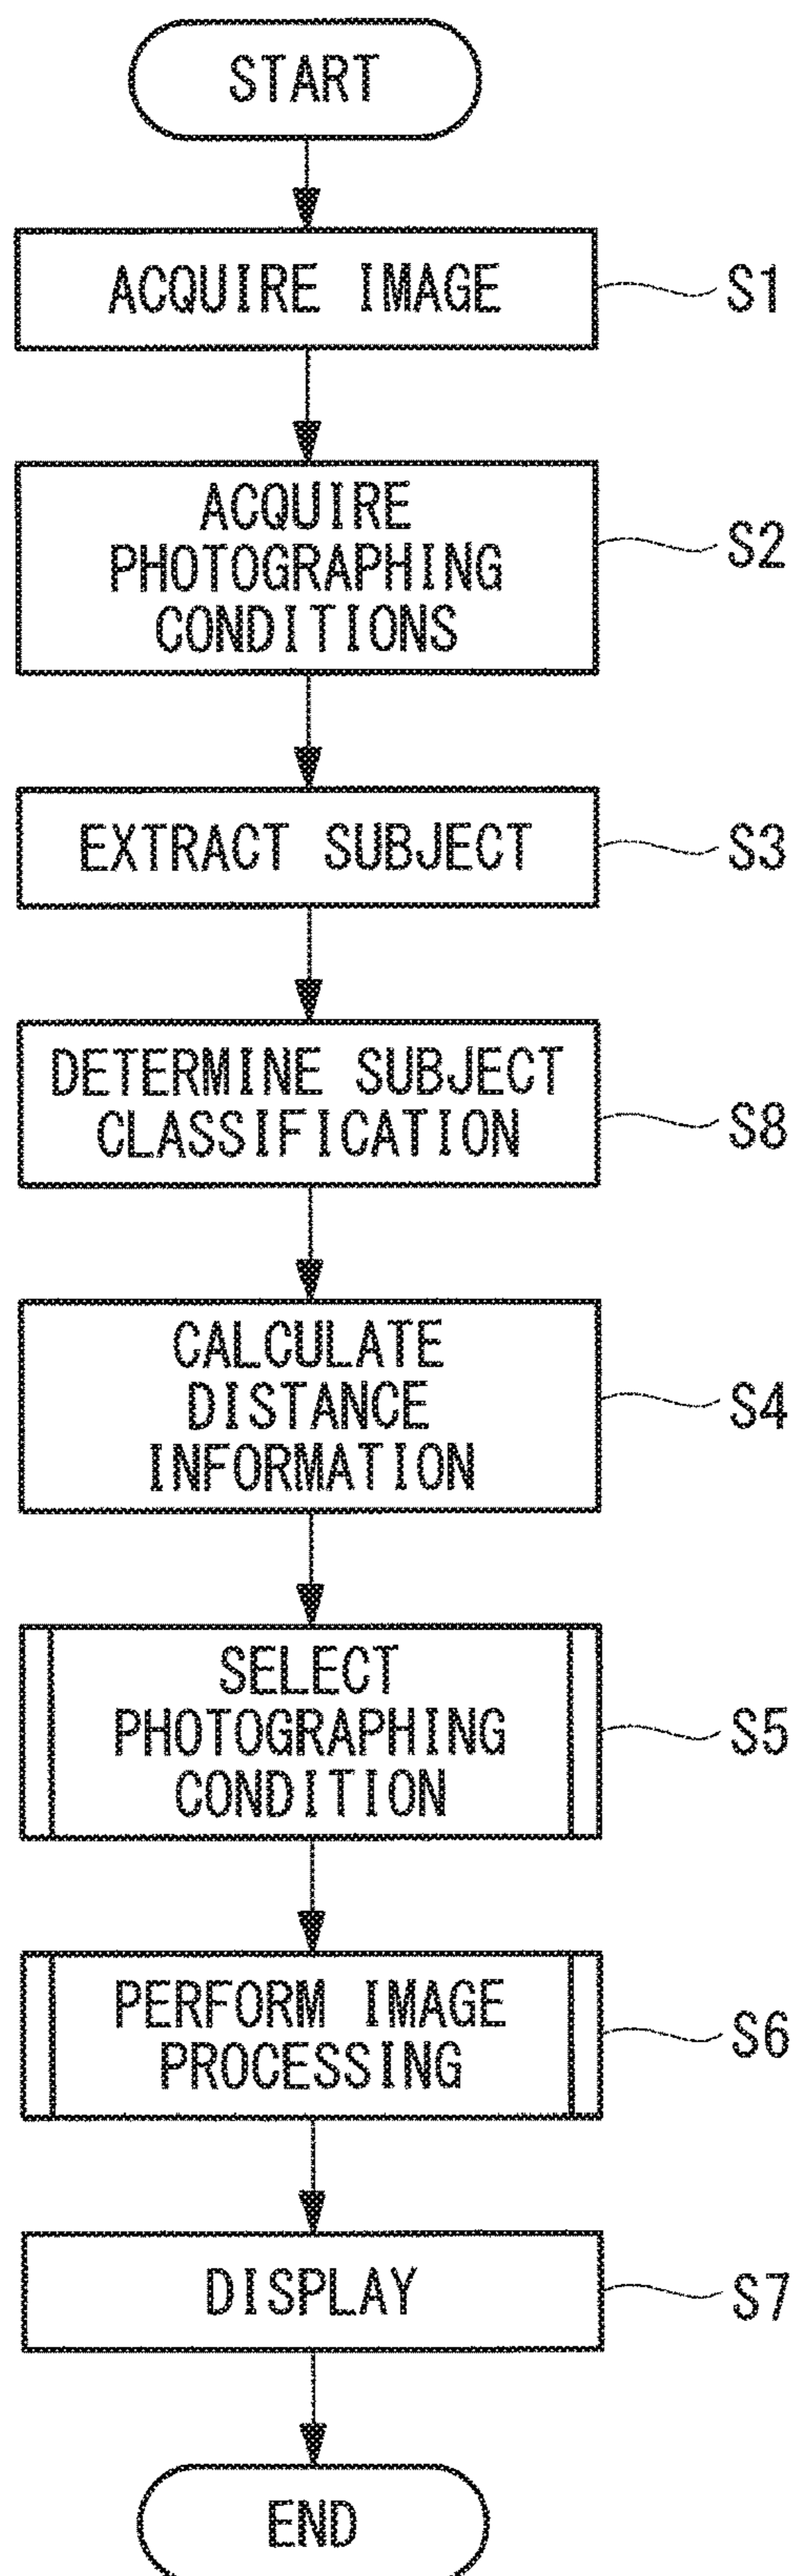 START
ACQUIRE IMAGE
S1
ACQUIRE
PHOTOGRAPHING
CONDITIONS
S2
EXTRACT SUBJECT
S3
DETERMINE SUBJECT
CLASSIFICATION
S8
CALCULATE
DISTANCE
INFORMATION
S4
SELECT
PHOTOGRAPHING
CONDITION
S5
PERFORM IMAGE
PROCESSING
S6
DISPLAY
S7
END